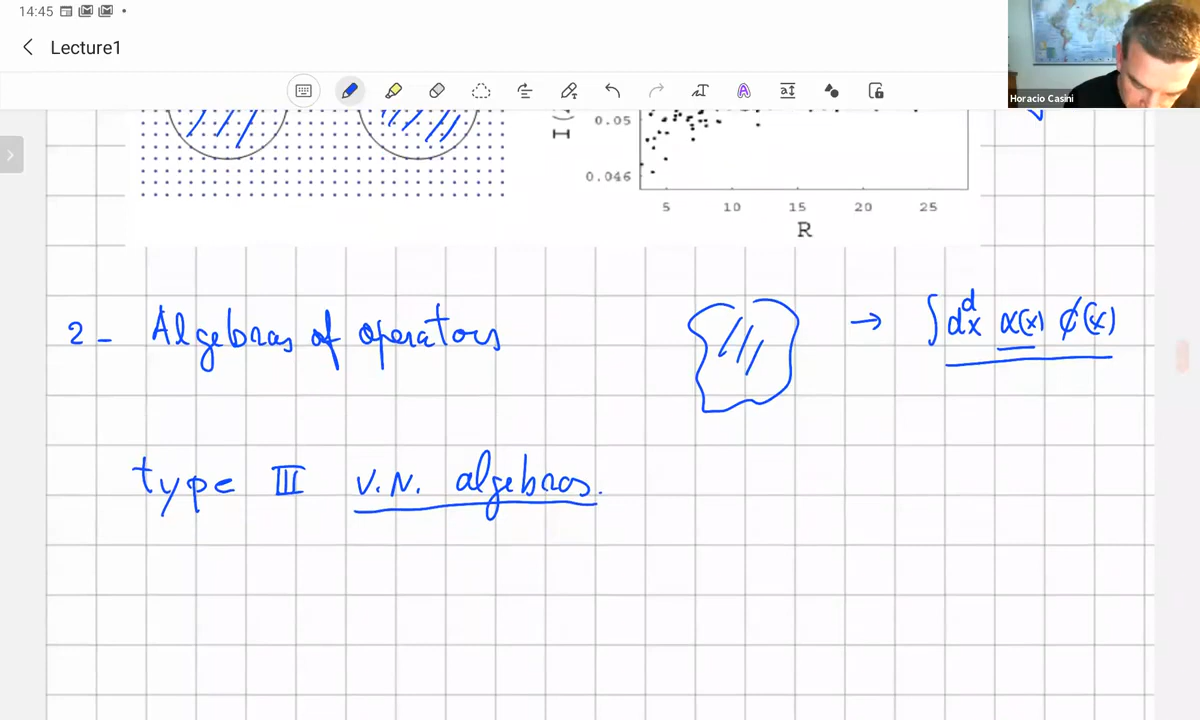 14:45
Lecture1
Horacio Casini
0.05
0.046
I(
5 10 15 20 25
R
2 - Algebras of operators → ∫d^dx α(x) ϕ(x)
type III V.N. algebras.